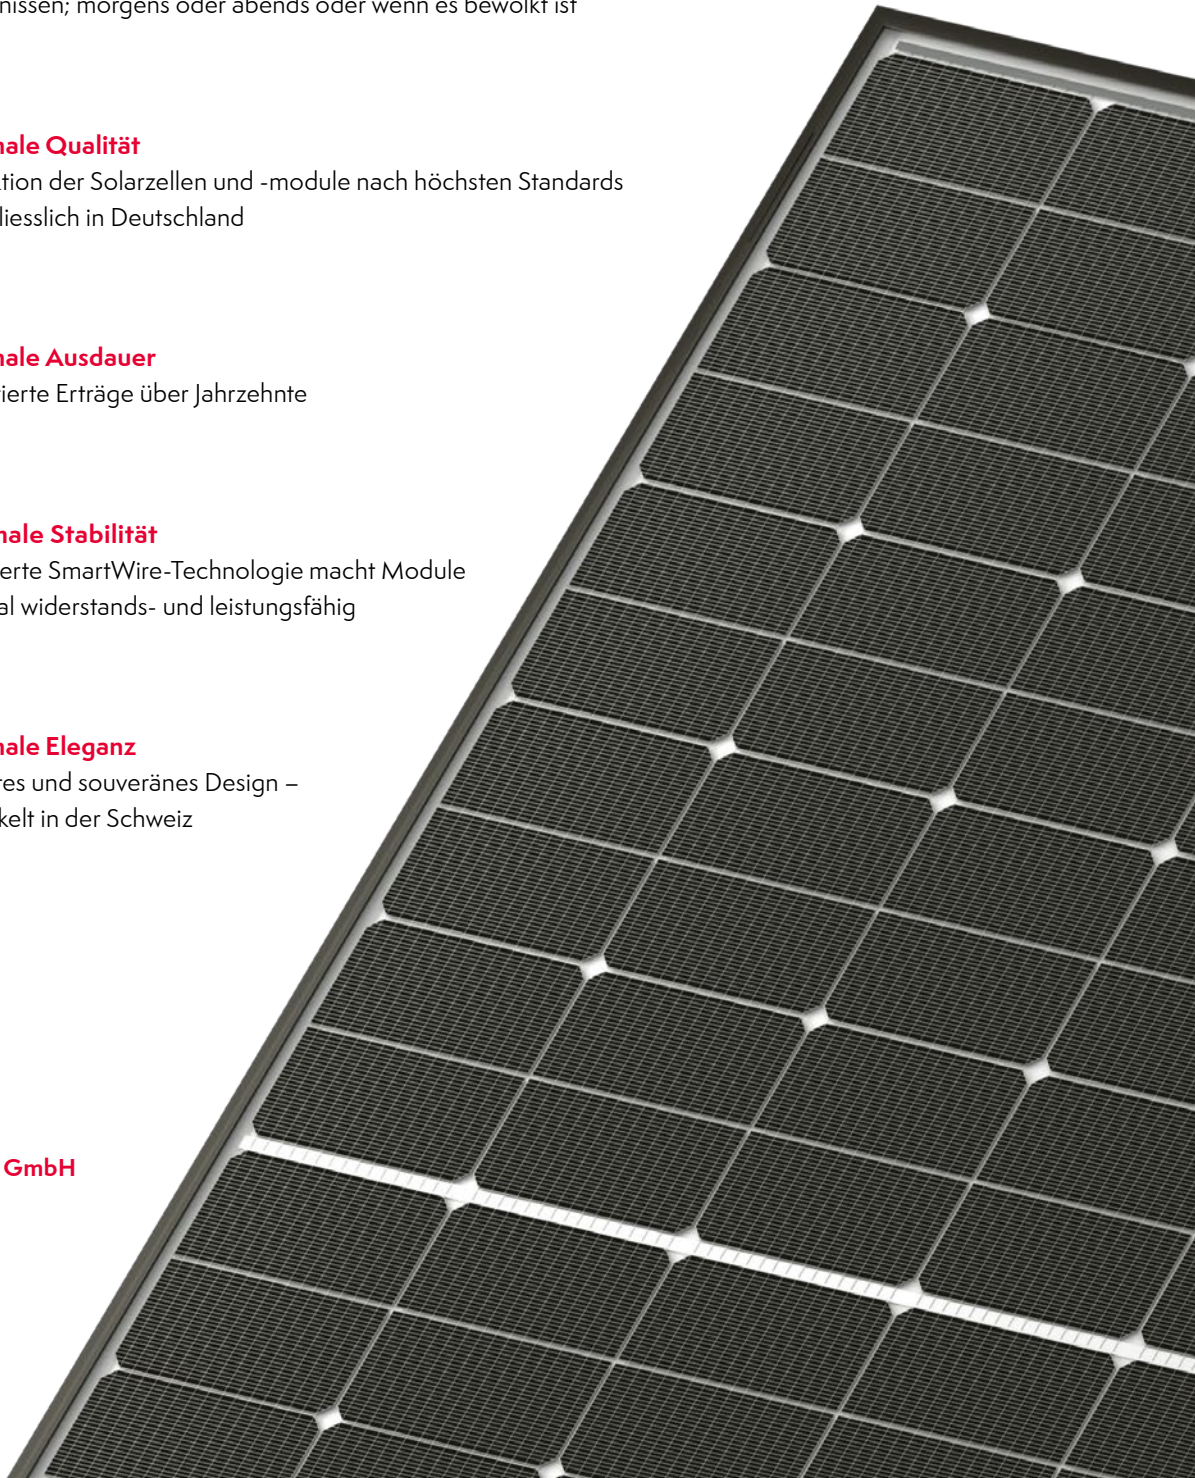 nissen; morgens oder abends oder wenn es bewölkt ist
nale Qualität
tion der Solarzellen und -module nach höchsten Standards
liesslich in Deutschland
nale Ausdauer
ierte Erträge über Jahrzehnte
nale Stabilität
erte SmartWire-Technologie macht Module
al widerstands- und leistungsfähig
nale Eleganz
res und souveränes Design –
kelt in der Schweiz
GmbH